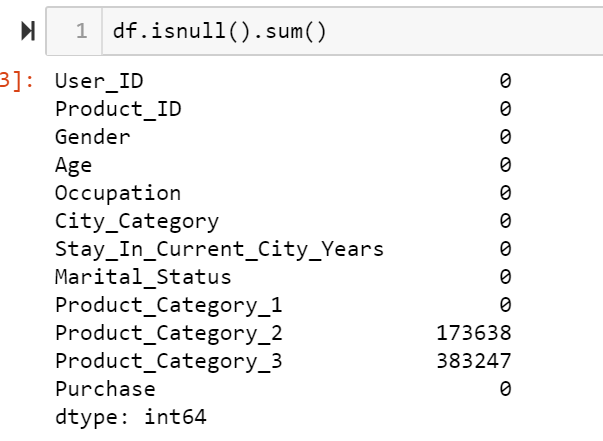 1 df.isnull().sum()
3]: User_ID 0
Product_ID 0
Gender 0
Age 0
Occupation 0
City_Category 0
Stay_In_Current_City_Years 0
Marital_Status 0
Product_Category_1 0
Product_Category_2 173638
Product_Category_3 383247
Purchase 0
dtype: int64